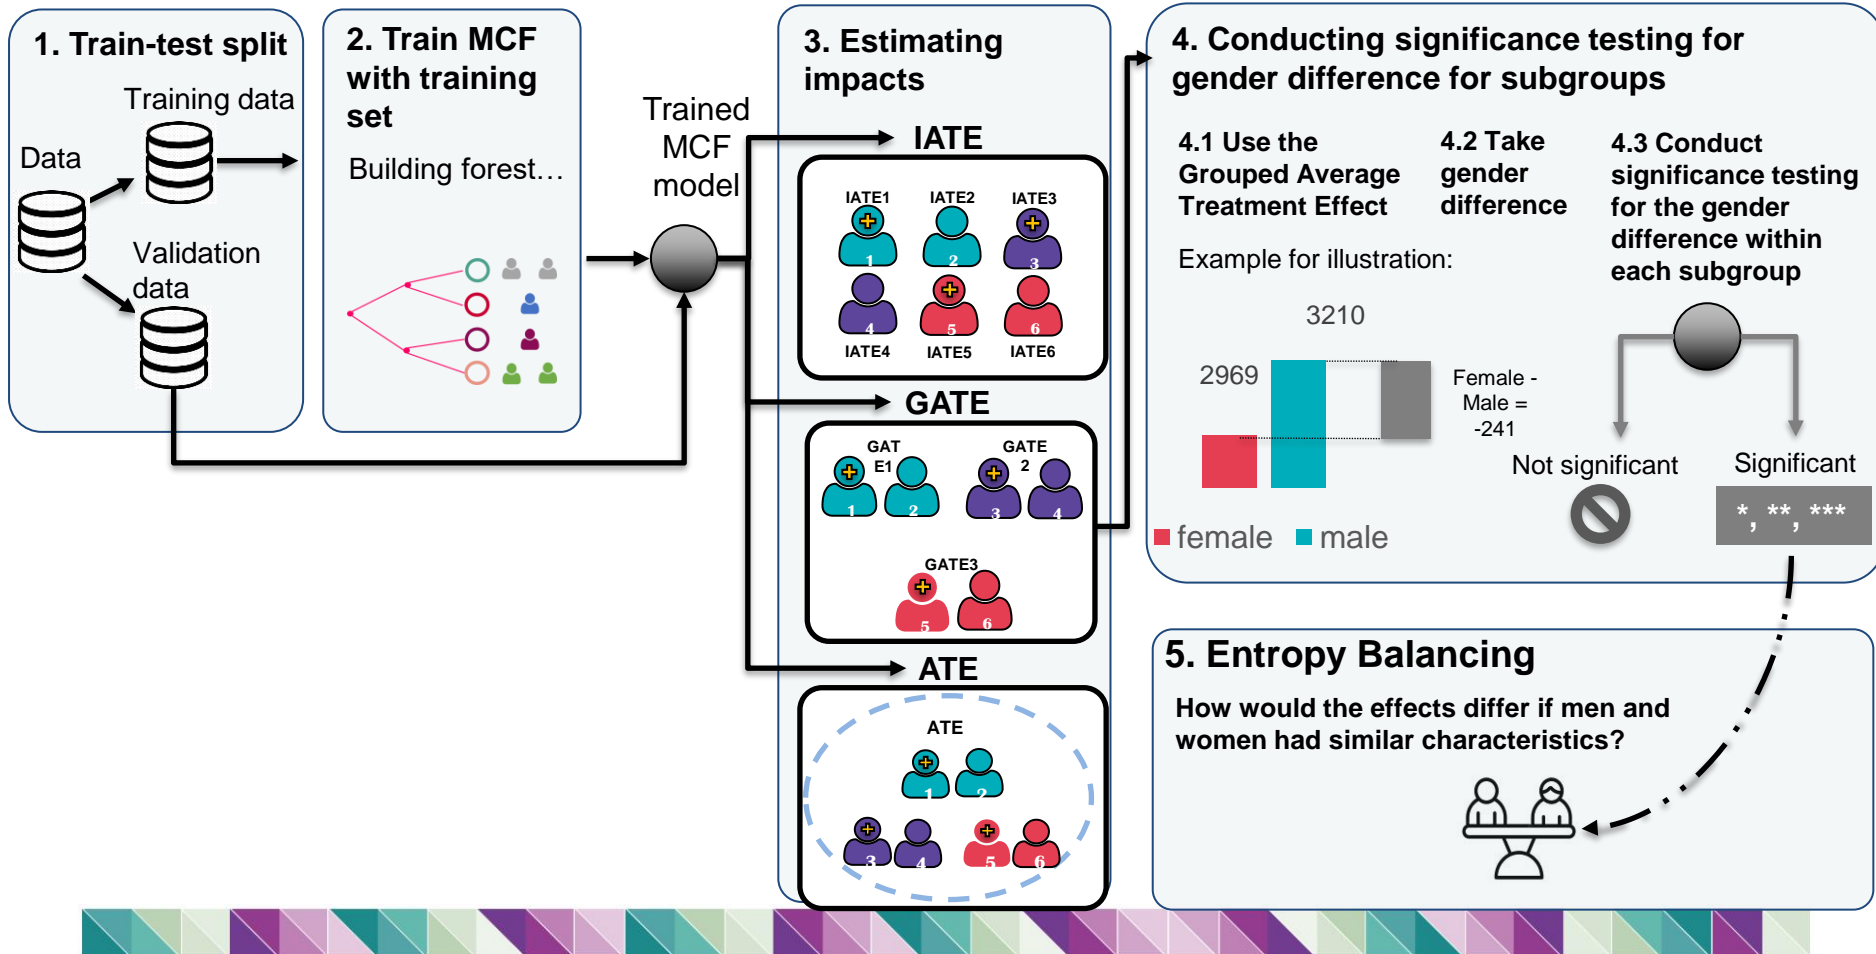 1. Train-test split
Training data
Data
Validation
data
2. Train MCF
with training
set
Building forest…
Trained
MCF
model
3. Estimating
impacts
IATE
IATE1
IATE2
IATE3
1
2
3
4
5
6
IATE4
IATE5
IATE6
GATE
GAT
E1
GATE
2
1
2
3
4
GATE3
5
6
ATE
ATE
1
2
3
4
5
6
4. Conducting significance testing for
gender difference for subgroups
4.1 Use the
Grouped Average
Treatment Effect
4.2 Take
gender
difference
4.3 Conduct
significance testing
for the gender
difference within
each subgroup
Example for illustration:
3210
2969
Female -
Male =
-241
female
male
Not significant
Significant
*, **, ***
5. Entropy Balancing
How would the effects differ if men and
women had similar characteristics?